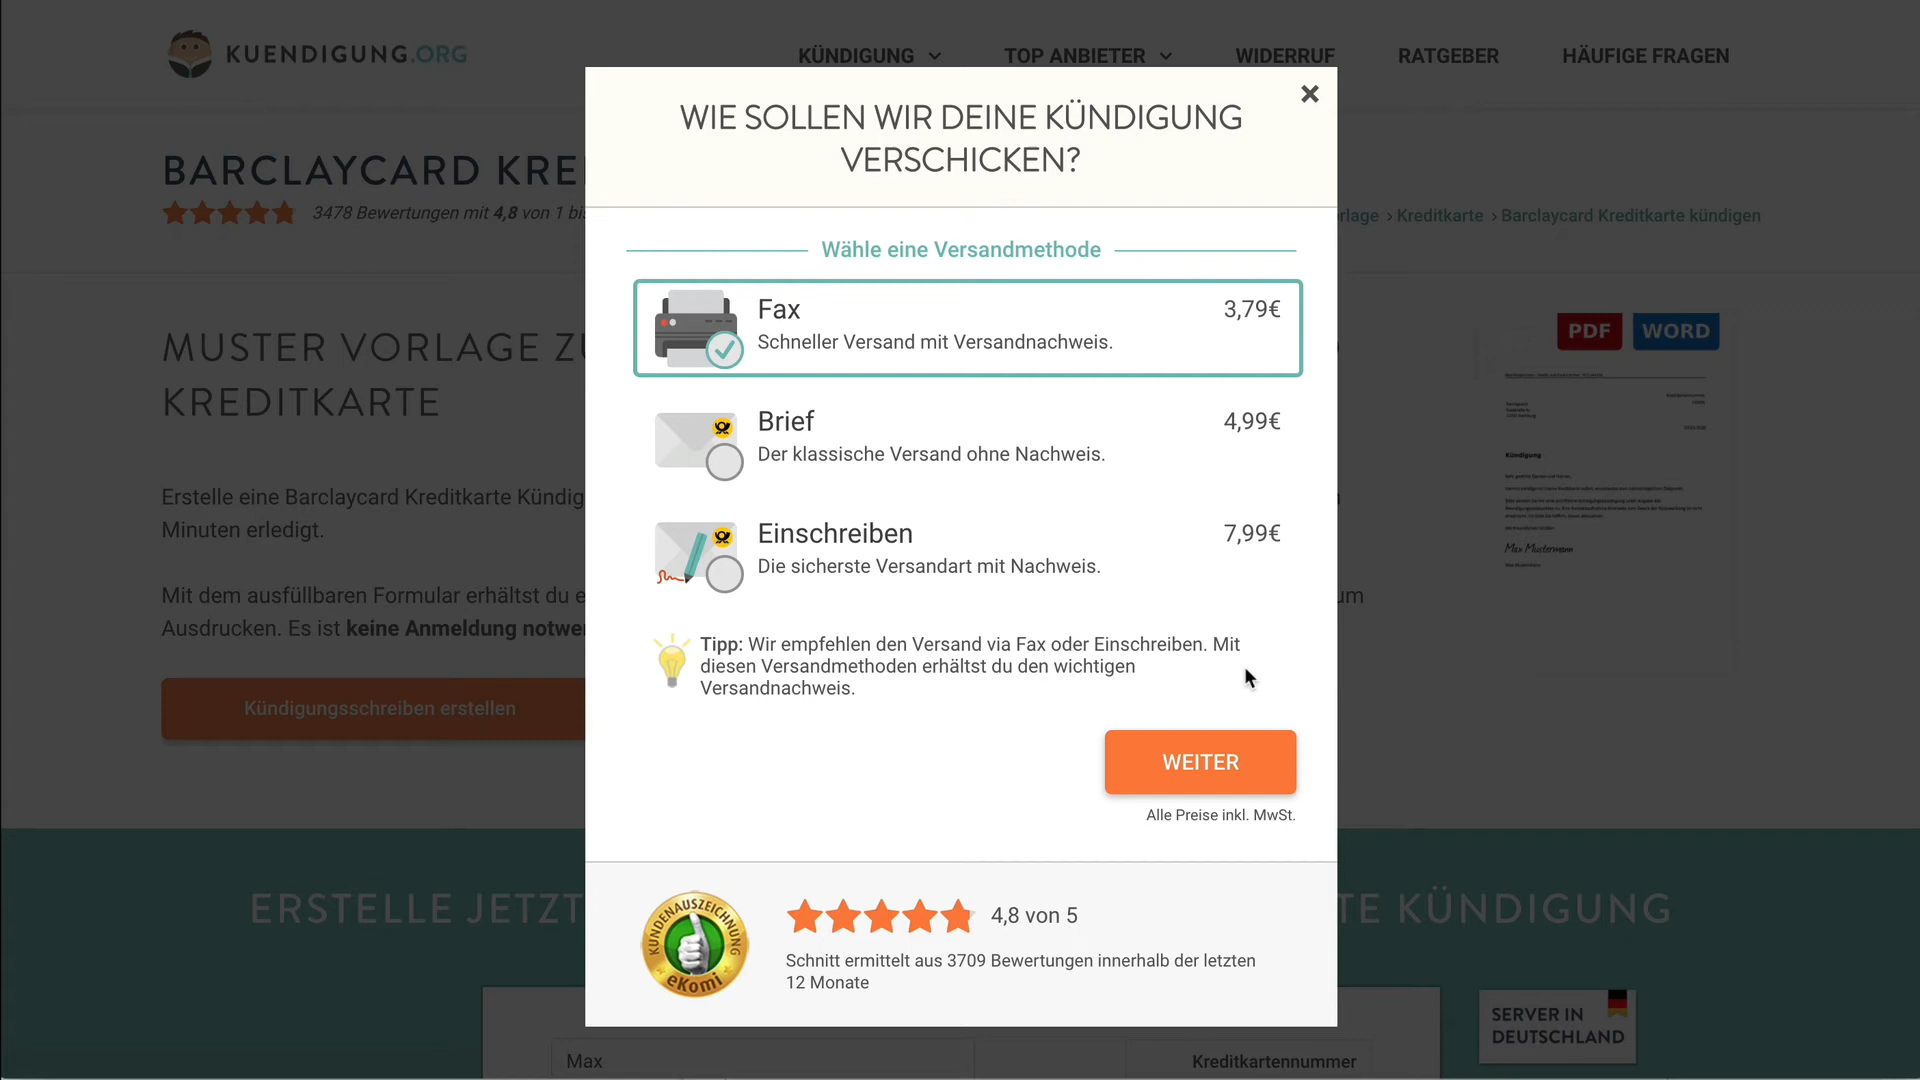 KUENDIGUNG.ORG
KÜNDIGUNG
TOP ANBIETER
WIDERRUF
RATGEBER
HÄUFIGE FRAGEN
WIE SOLLEN WIR DEINE KÜNDIGUNG
VERSCHICKEN?
BARCLAYCARD KRE
3478 Bewertungen mit 4,8 von 1 bis
rlage › Kreditkarte › Barclaycard Kreditkarte kündigen
Wähle eine Versandmethode
Fax
3,79€
Schneller Versand mit Versandnachweis.
Brief
4,99€
Der klassische Versand ohne Nachweis.
Einschreiben
7,99€
Die sicherste Versandart mit Nachweis.
Tipp: Wir empfehlen den Versand via Fax oder Einschreiben. Mit
diesen Versandmethoden erhältst du den wichtigen
Versandnachweis.
WEITER
Alle Preise inkl. MwSt.
MUSTER VORLAGE ZU
KREDITKARTE
Erstelle eine Barclaycard Kreditkarte Kündig
Minuten erledigt.
Mit dem ausfüllbaren Formular erhältst du e
um
Ausdrucken. Es ist keine Anmeldung notwe
Kündigungsschreiben erstellen
PDF
WORD
Kündigung
Max Mustermann
ERSTELLE JETZT
TE KÜNDIGUNG
KUNDENAUSZEICHNUNG
eKomi
4,8 von 5
Schnitt ermittelt aus 3709 Bewertungen innerhalb der letzten
12 Monate
SERVER IN
DEUTSCHLAND
Max
Kreditkartennummer